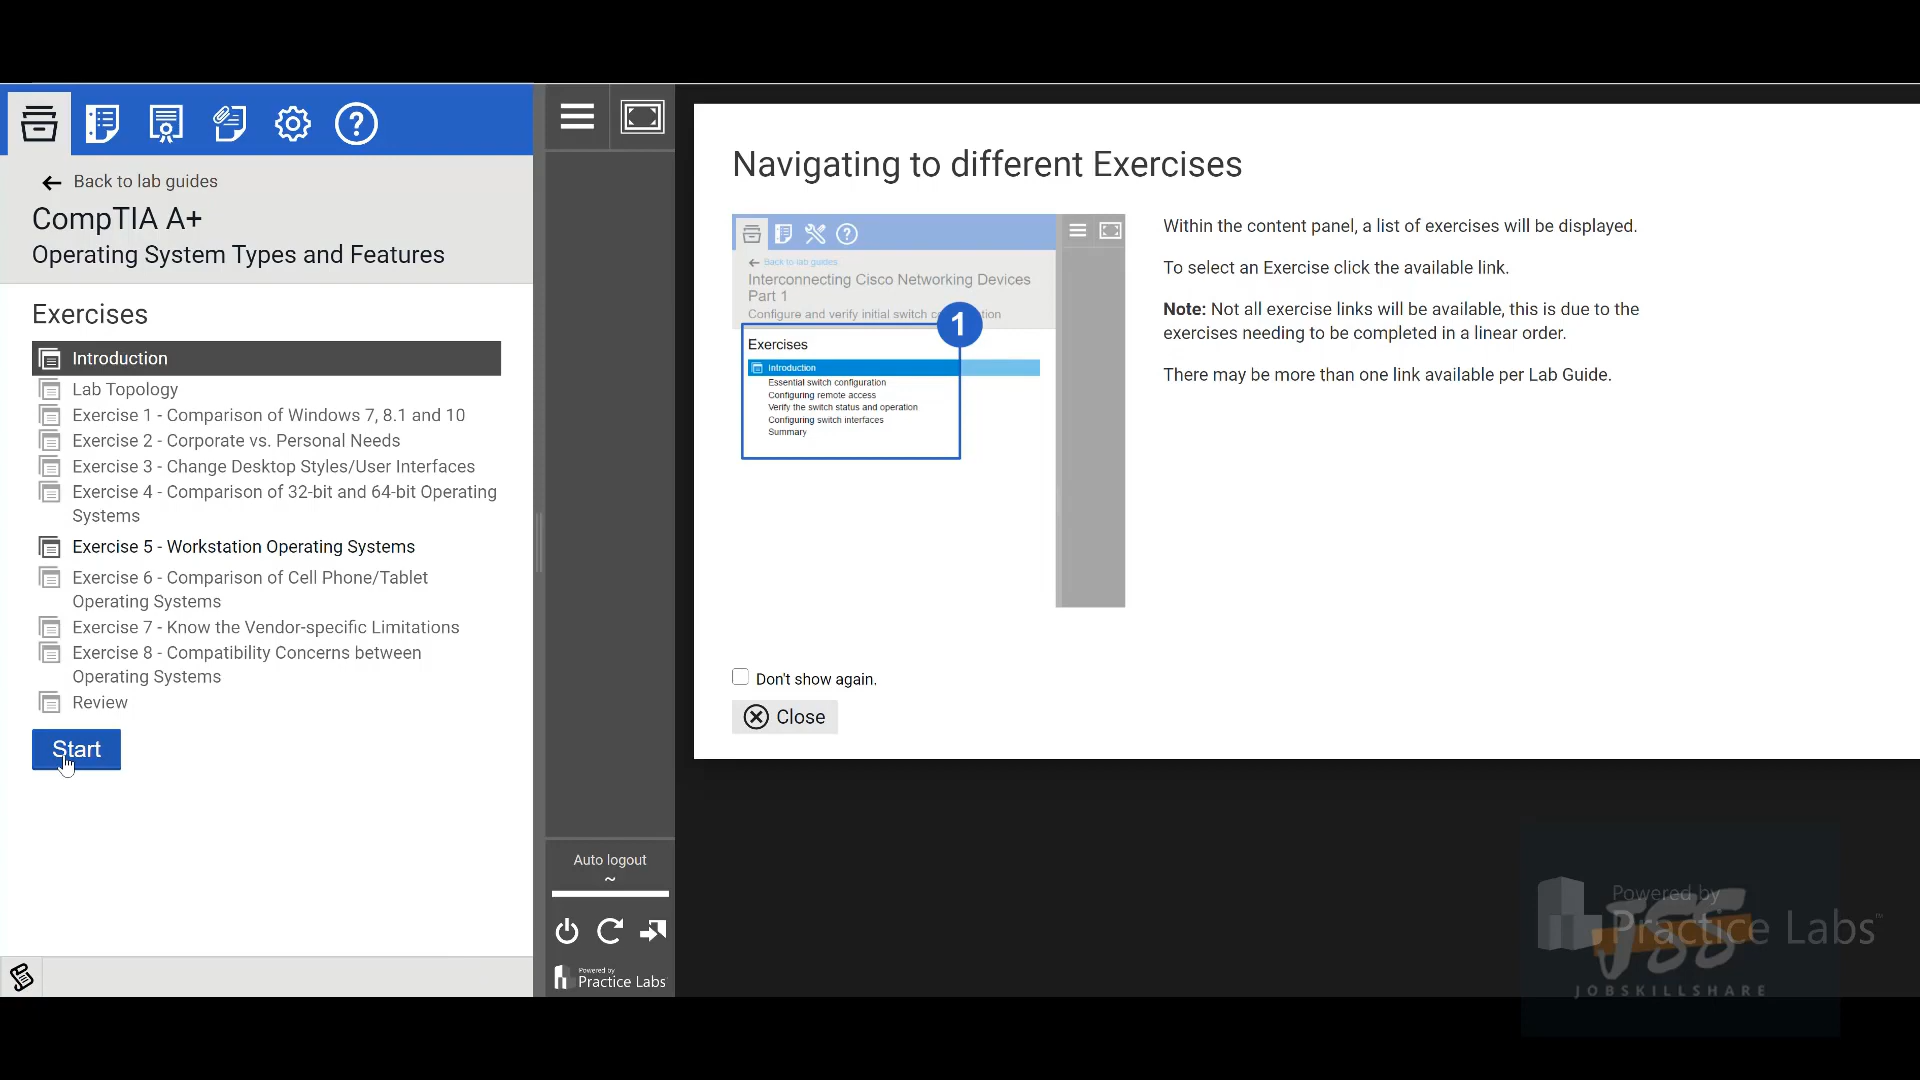 Back to lab guides
CompTIA A+
Operating System Types and Features
Exercises
Introduction
Lab Topology
Exercise 1 - Comparison of Windows 7, 8.1 and 10
Exercise 2 - Corporate vs. Personal Needs
Exercise 3 - Change Desktop Styles/User Interfaces
Exercise 4 - Comparison of 32-bit and 64-bit Operating
Systems
Exercise 5 - Workstation Operating Systems
Exercise 6 - Comparison of Cell Phone/Tablet
Operating Systems
Exercise 7 - Know the Vendor-specific Limitations
Exercise 8 - Compatibility Concerns between
Operating Systems
Review
Start
Auto logout
~
Powered by
Practice Labs
Navigating to different Exercises
Back to lab guides
Interconnecting Cisco Networking Devices
Part 1
Configure and verify initial switch
1
Exercises
Introduction
Essential switch configuration
Configuring remote access
Verify the switch status and operation
Configuring switch interfaces
Summary
Within the content panel, a list of exercises will be displayed.
To select an Exercise click the available link.
Note: Not all exercise links will be available, this is due to the
exercises needing to be completed in a linear order.
There may be more than one link available per Lab Guide.
Don't show again.
Close
Powered by
Practice Labs™
JSS
JOBSKILLSHARE